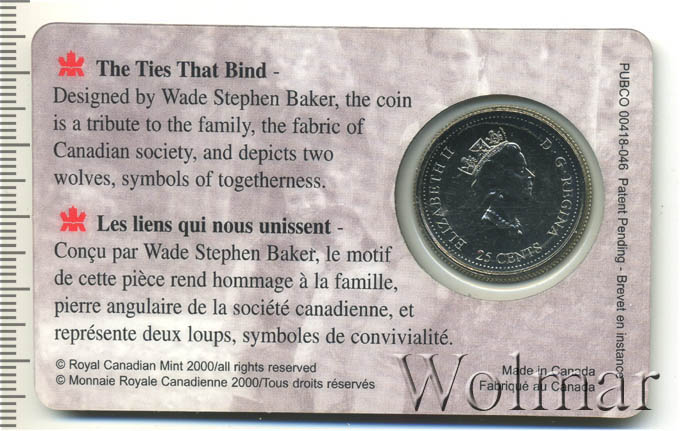 The Ties That Bind -
Designed by Wade Stephen Baker, the coin
is a tribute to the family, the fabric of
Canadian society, and depicts two
wolves, symbols of togetherness.
Les liens qui nous unissent -
Conçu par Wade Stephen Baker, le motif
de cette pièce rend hommage à la famille,
pierre angulaire de la société canadienne, et
représente deux loups, symboles de convivialité.
© Royal Canadian Mint 2000/all rights reserved
© Monnaie Royale Canadienne 2000/Tous droits réservés
ELIZABETH II D·G·REGINA
25 CENTS
PUBCO 00418-046 Patent Pending - Brevet en instance
Made in Canada
Fabriqué au Canada
Wolmar